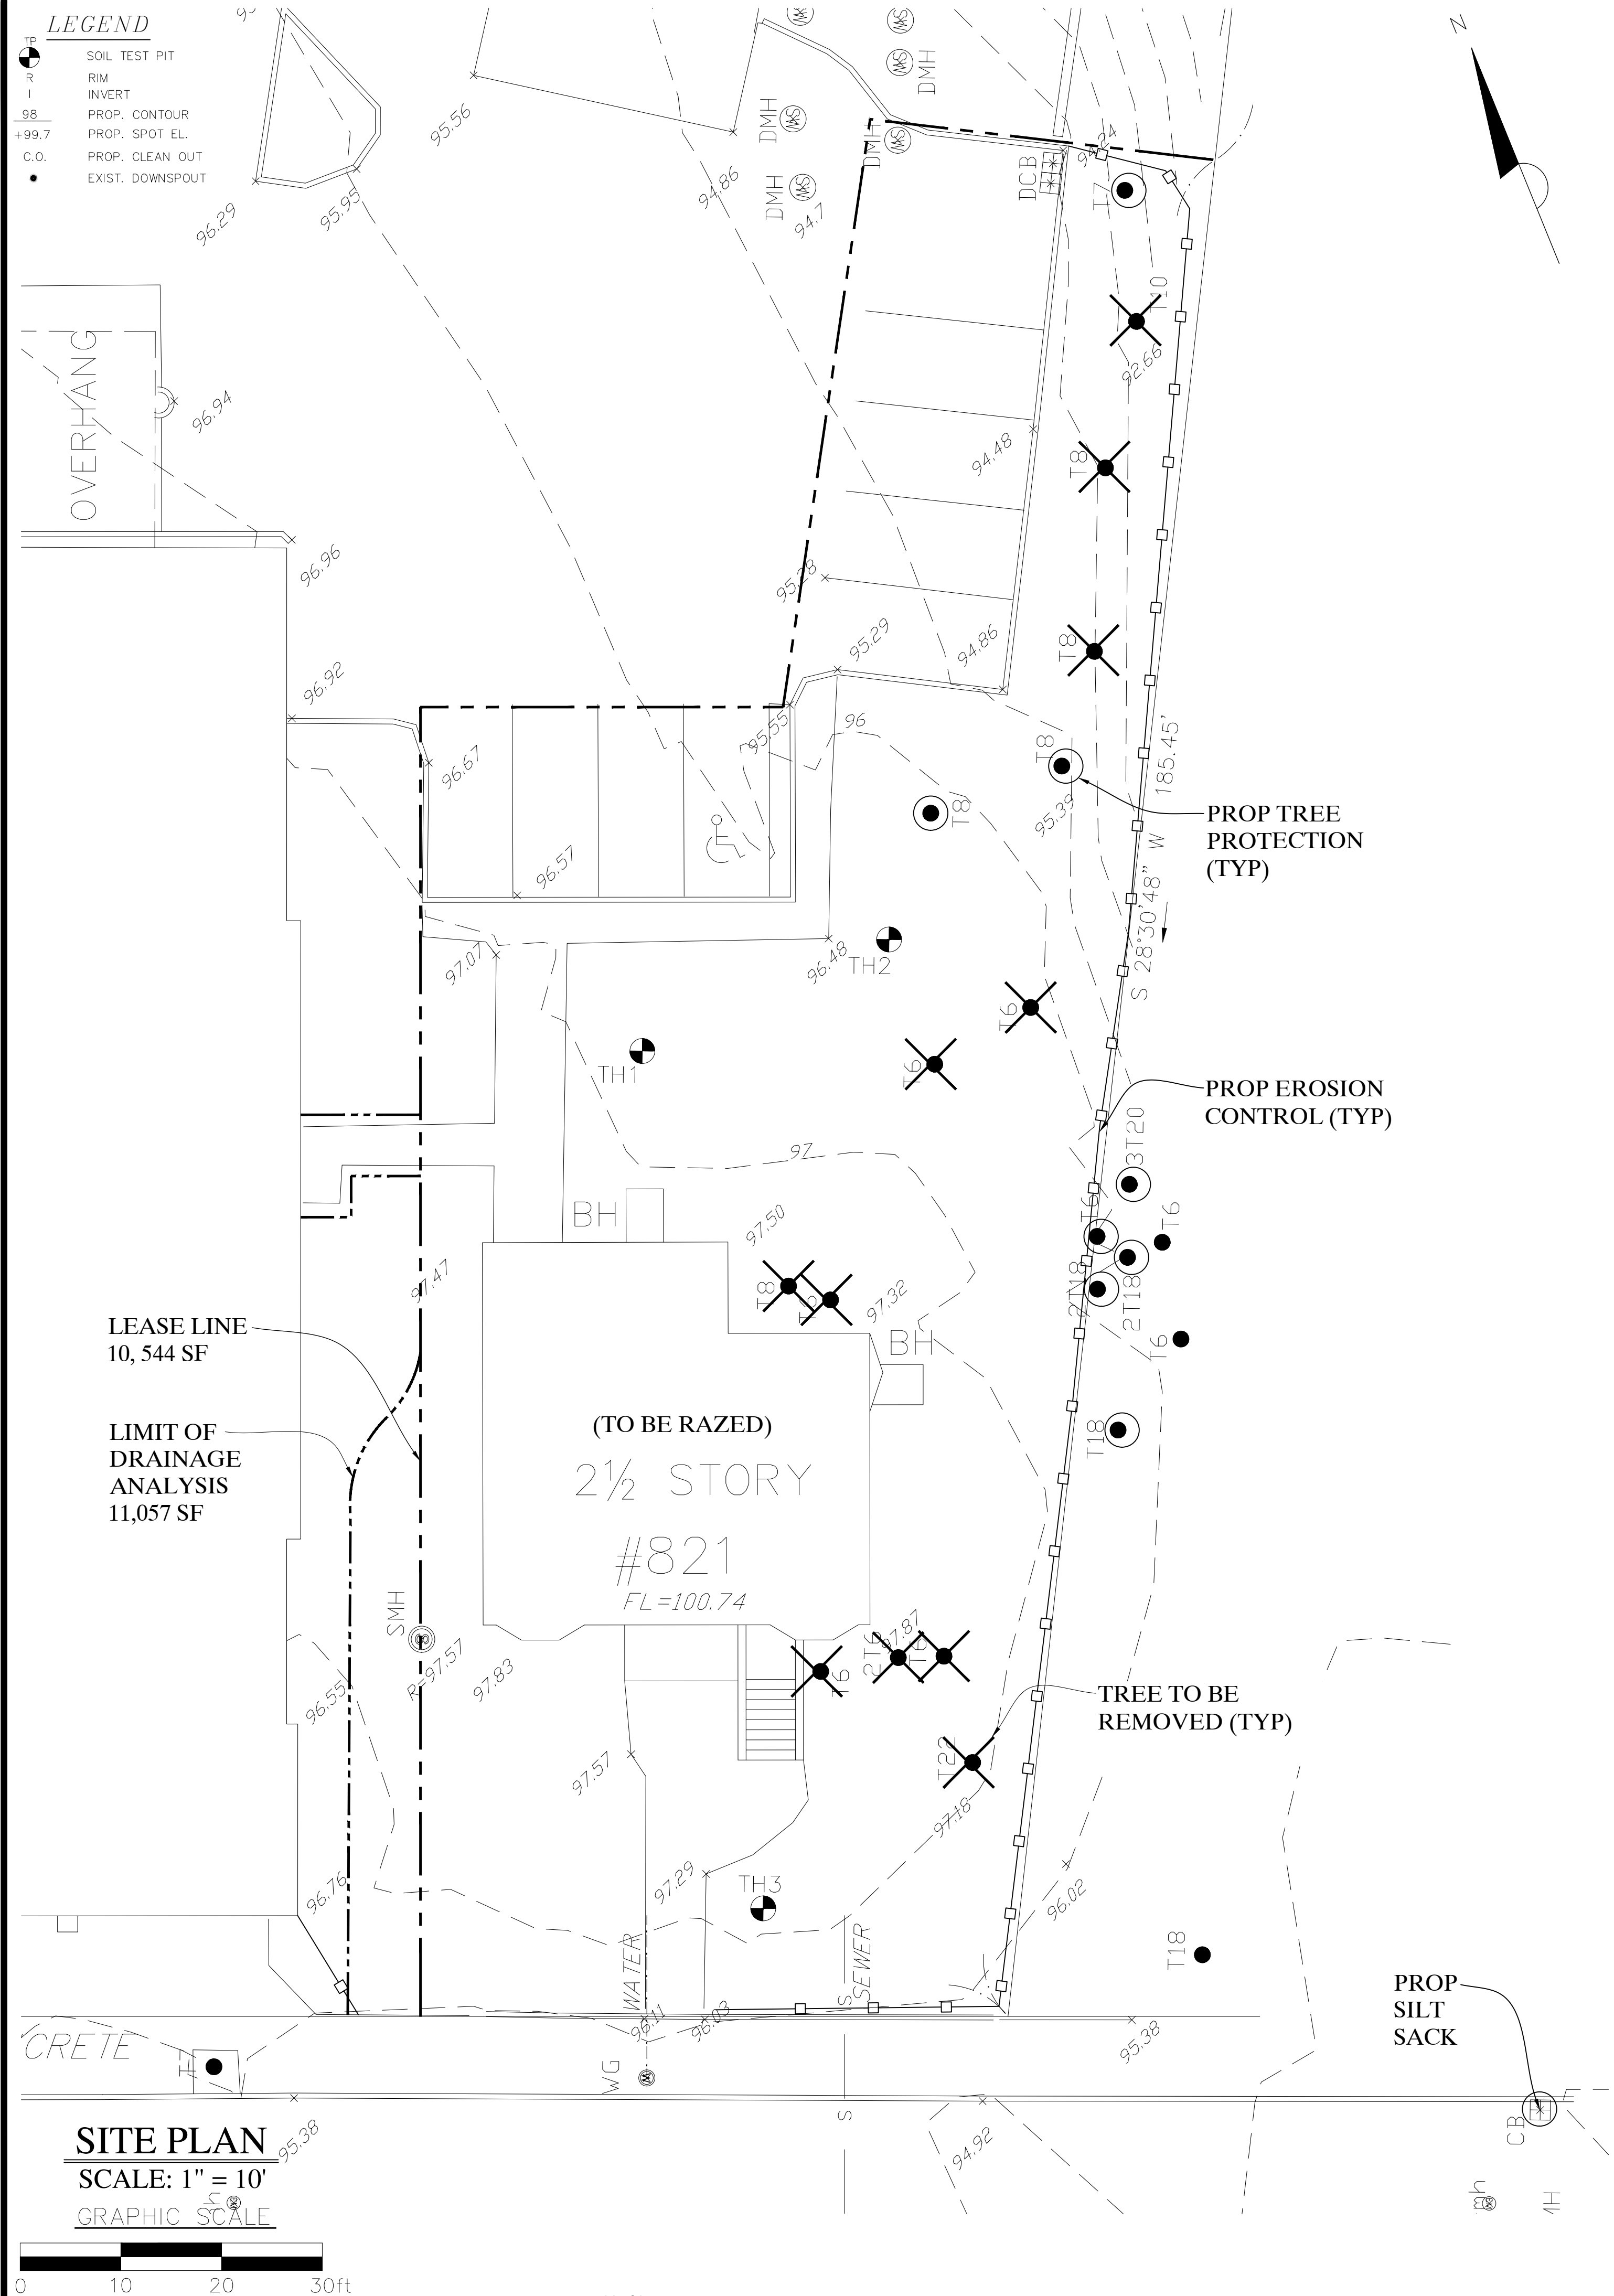 LEGEND
TP
SOIL TEST PIT
R RIM
I INVERT
98 PROP. CONTOUR
+99.7 PROP. SPOT EL.
C.O. PROP. CLEAN OUT
EXIST. DOWNSPOUT
N
95.56
DMH
DMH
DMH
DMH
94.86
94.7
96.29
95.95
DCB
94.24
T7
T10
92.66
OVERHANG
96.94
94.48
T8
96.96
95.28
95.29
94.86
T8
96.92
95.55
96
T8
96.67
T8
95.39
185.45'
PROP TREE
PROTECTION
(TYP)
96.57
S 28°30'48" W
97.07
96.48
TH2
T6
TH1
T6
PROP EROSION
CONTROL (TYP)
3T20
97
BH
97.50
T6
T6
97.47
T8
T6
97.32
2T18
2T18
BH
T6
LEASE LINE
10, 544 SF
LIMIT OF
DRAINAGE
ANALYSIS
11,057 SF
(TO BE RAZED)
2½ STORY
#821
FL=100.74
T18
SMH
R=97.57
97.83
96.55
T6
2T6
T6
97.87
TREE TO BE
REMOVED (TYP)
T22
97.57
97.18
97.29
TH3
96.76
96.02
WATER
S
SEWER
T18
PROP
SILT
SACK
96.11
96.03
95.38
CRETE
WG
S
CB
95.38
94.92
SITE PLAN
SCALE: 1" = 10'
GRAPHIC SCALE
0 10 20 30ft